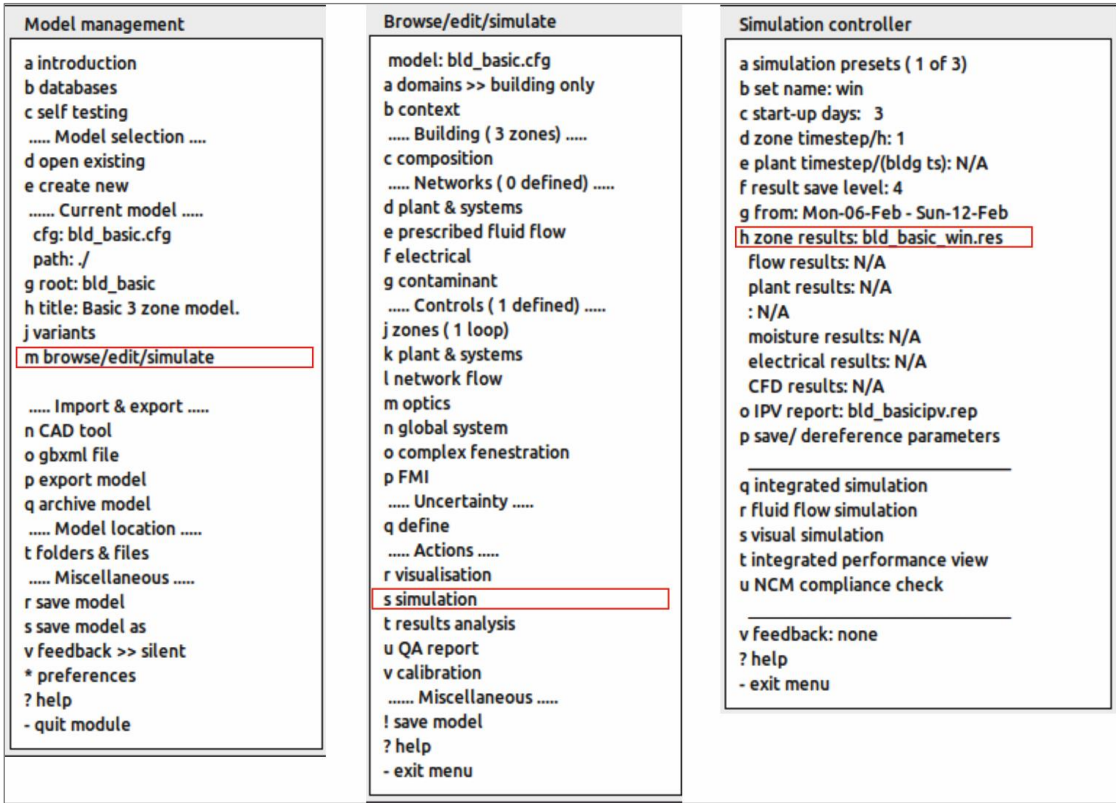 Model management
a introduction
b databases
c self testing
..... Model selection ....
d open existing
e create new
...... Current model .....
cfg: bld_basic.cfg
path: ./
g root: bld_basic
h title: Basic 3 zone model.
j variants
m browse/edit/simulate
..... Import & export .....
n CAD tool
o gbxml file
p export model
q archive model
..... Model location .....
t folders & files
..... Miscellaneous .....
r save model
s save model as
v feedback >> silent
* preferences
? help
- quit module
Browse/edit/simulate
model: bld_basic.cfg
a domains >> building only
b context
..... Building ( 3 zones) .....
c composition
..... Networks ( 0 defined) .....
d plant & systems
e prescribed fluid flow
f electrical
g contaminant
..... Controls ( 1 defined) .....
j zones ( 1 loop)
k plant & systems
l network flow
m optics
n global system
o complex fenestration
p FMI
..... Uncertainty .....
q define
..... Actions .....
r visualisation
s simulation
t results analysis
u QA report
v calibration
...... Miscellaneous .....
! save model
? help
- exit menu
Simulation controller
a simulation presets ( 1 of 3)
b set name: win
c start-up days:   3
d zone timestep/h: 1
e plant timestep/(bldg ts): N/A
f result save level: 4
g from: Mon-06-Feb - Sun-12-Feb
h zone results: bld_basic_win.res
flow results: N/A
plant results: N/A
: N/A
moisture results: N/A
electrical results: N/A
CFD results: N/A
o IPV report: bld_basicipv.rep
p save/ dereference parameters
q integrated simulation
r fluid flow simulation
s visual simulation
t integrated performance view
u NCM compliance check
v feedback: none
? help
- exit menu